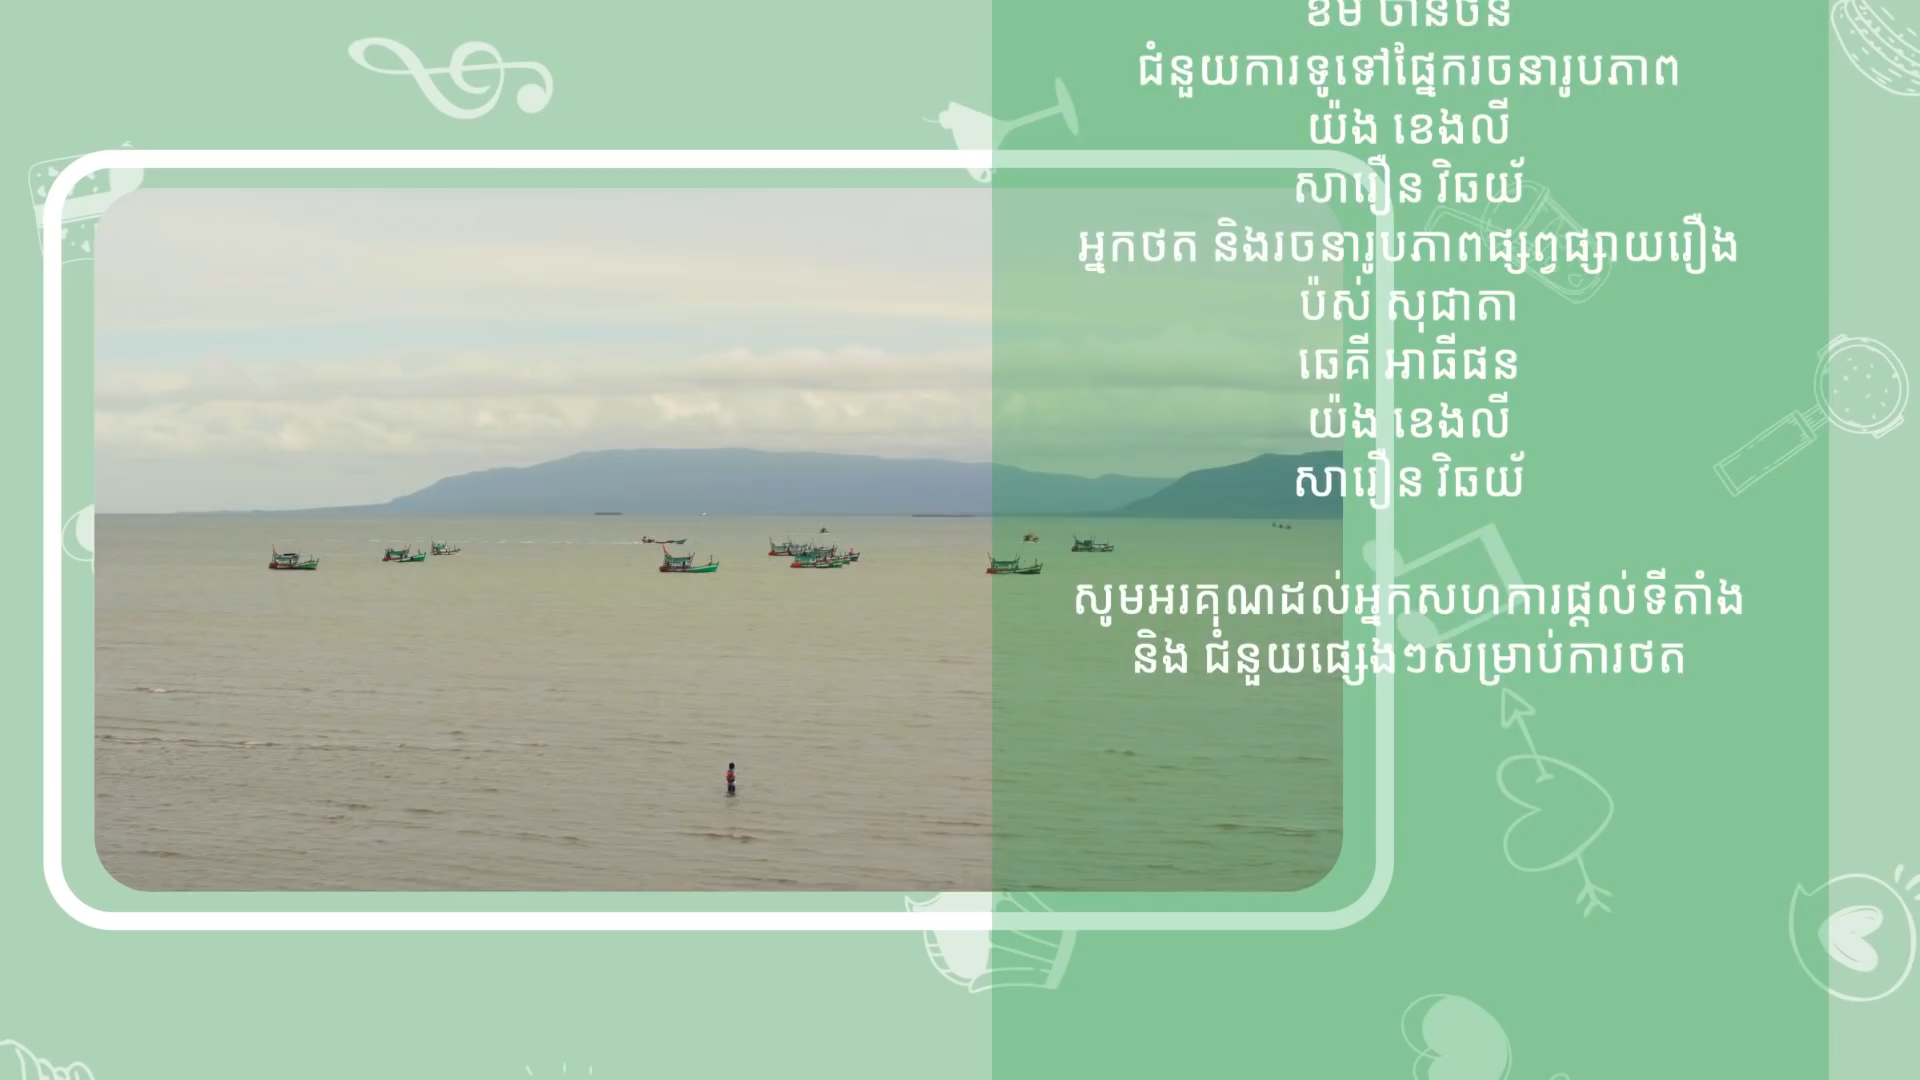 ជំនួយការទូទៅផ្នែករចនារូបភាព
យ៉ង ខេងលី
សារឿន វិឆយ័
អ្នកថត និងរចនារូបភាពផ្សព្វផ្សាយរឿង
ប៉ស់ សុជាតា
ឆេគី អាធីផន
យ៉ង ខេងលី
សារឿន វិឆយ័
សូមអរគុណដល់អ្នកសហការផ្តល់ទីតាំង
និង ជំនួយផ្សេងៗសម្រាប់ការថត